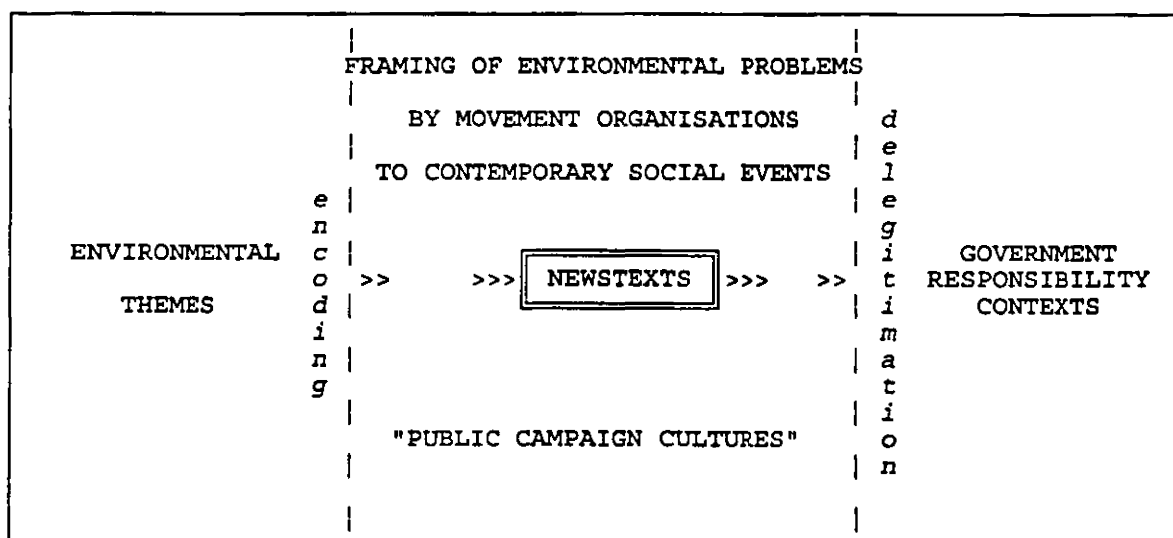 FRAMING OF ENVIRONMENTAL PROBLEMS
BY MOVEMENT ORGANISATIONS
TO CONTEMPORARY SOCIAL EVENTS
encoding
ENVIRONMENTAL
THEMES
>> >>> NEWSTEXTS >>> >>
delegitimation
GOVERNMENT
RESPONSIBILITY
CONTEXTS
"PUBLIC CAMPAIGN CULTURES"